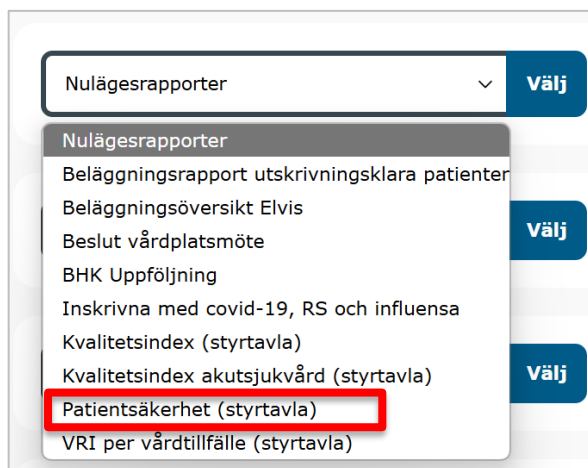 Nulägesrapporter
Välj
Nulägesrapporter
Beläggningsrapport utskrivningsklara patienter
Beläggningsöversikt Elvis
Välj
Beslut vårdplatsmöte
BHK Uppföljning
Inskrivna med covid-19, RS och influensa
Kvalitetsindex (styrtavla)
Kvalitetsindex akutsjukvård (styrtavla)
Välj
Patientsäkerhet (styrtavla)
VRI per vårdtillfälle (styrtavla)